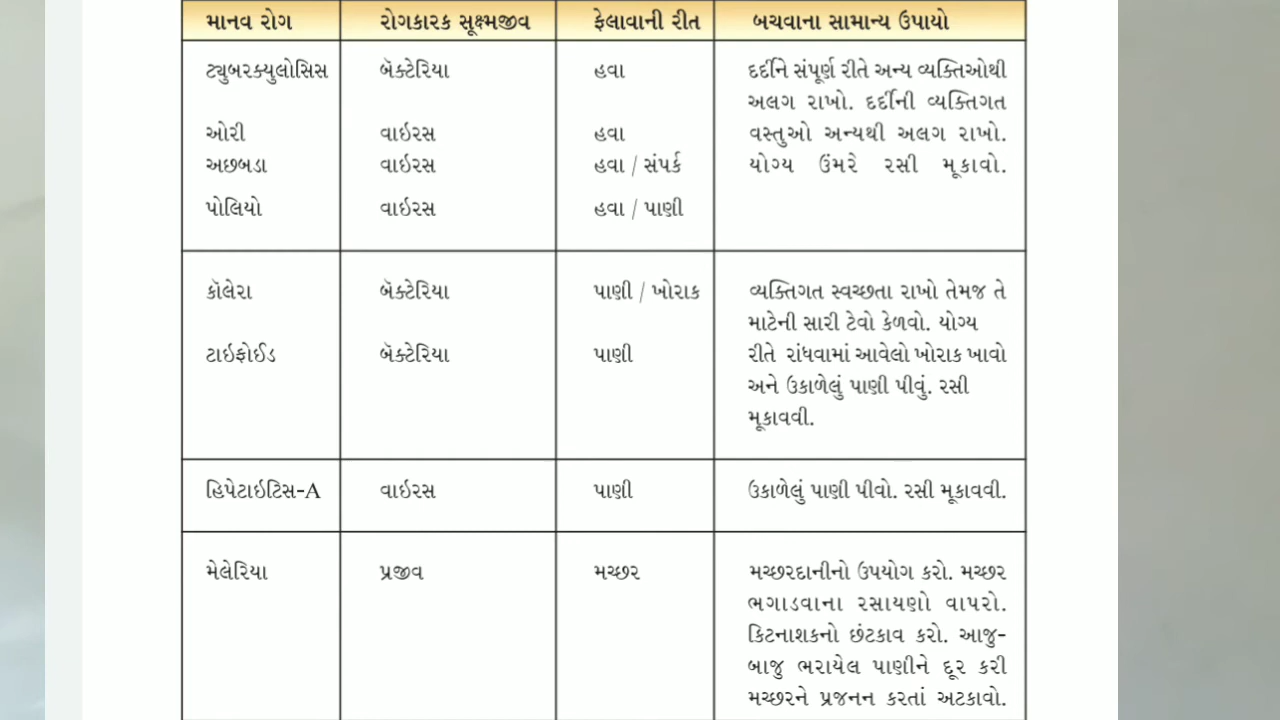 માનવ રોગ રોગકારક સૂક્ષ્મજીવ ફેલાવાની રીત બચવાના સામાન્ય ઉપાયો
ટ્યુબરક્યુલોસિસ બૅક્ટેરિયા હવા દર્દીને સંપૂર્ણ રીતે અન્ય વ્યક્તિઓથી
અલગ રાખો. દર્દીની વ્યક્તિગત
ઓરી વાઇરસ હવા વસ્તુઓ અન્યથી અલગ રાખો.
અછબડા વાઇરસ હવા / સંપર્ક યોગ્ય ઉંમરે રસી મૂકાવો.
પોલિયો વાઇરસ હવા / પાણી
કૉલેરા બૅક્ટેરિયા પાણી / ખોરાક વ્યક્તિગત સ્વચ્છતા રાખો તેમજ તે
માટેની સારી ટેવો કેળવો. યોગ્ય
ટાઇફોઈડ બૅક્ટેરિયા પાણી રીતે રાંધવામાં આવેલો ખોરાક ખાવો
અને ઉકાળેલું પાણી પીવું. રસી
મૂકાવવી.
હિપેટાઇટિસ-A વાઇરસ પાણી ઉકાળેલું પાણી પીવો. રસી મૂકાવવી.
મેલેરિયા પ્રજીવ મચ્છર મચ્છરદાનીનો ઉપયોગ કરો. મચ્છર
ભગાડવાના રસાયણો વાપરો.
કિટનાશકનો છંટકાવ કરો. આજુ-
બાજુ ભરાયેલ પાણીને દૂર કરી
મચ્છરને પ્રજનન કરતાં અટકાવો.